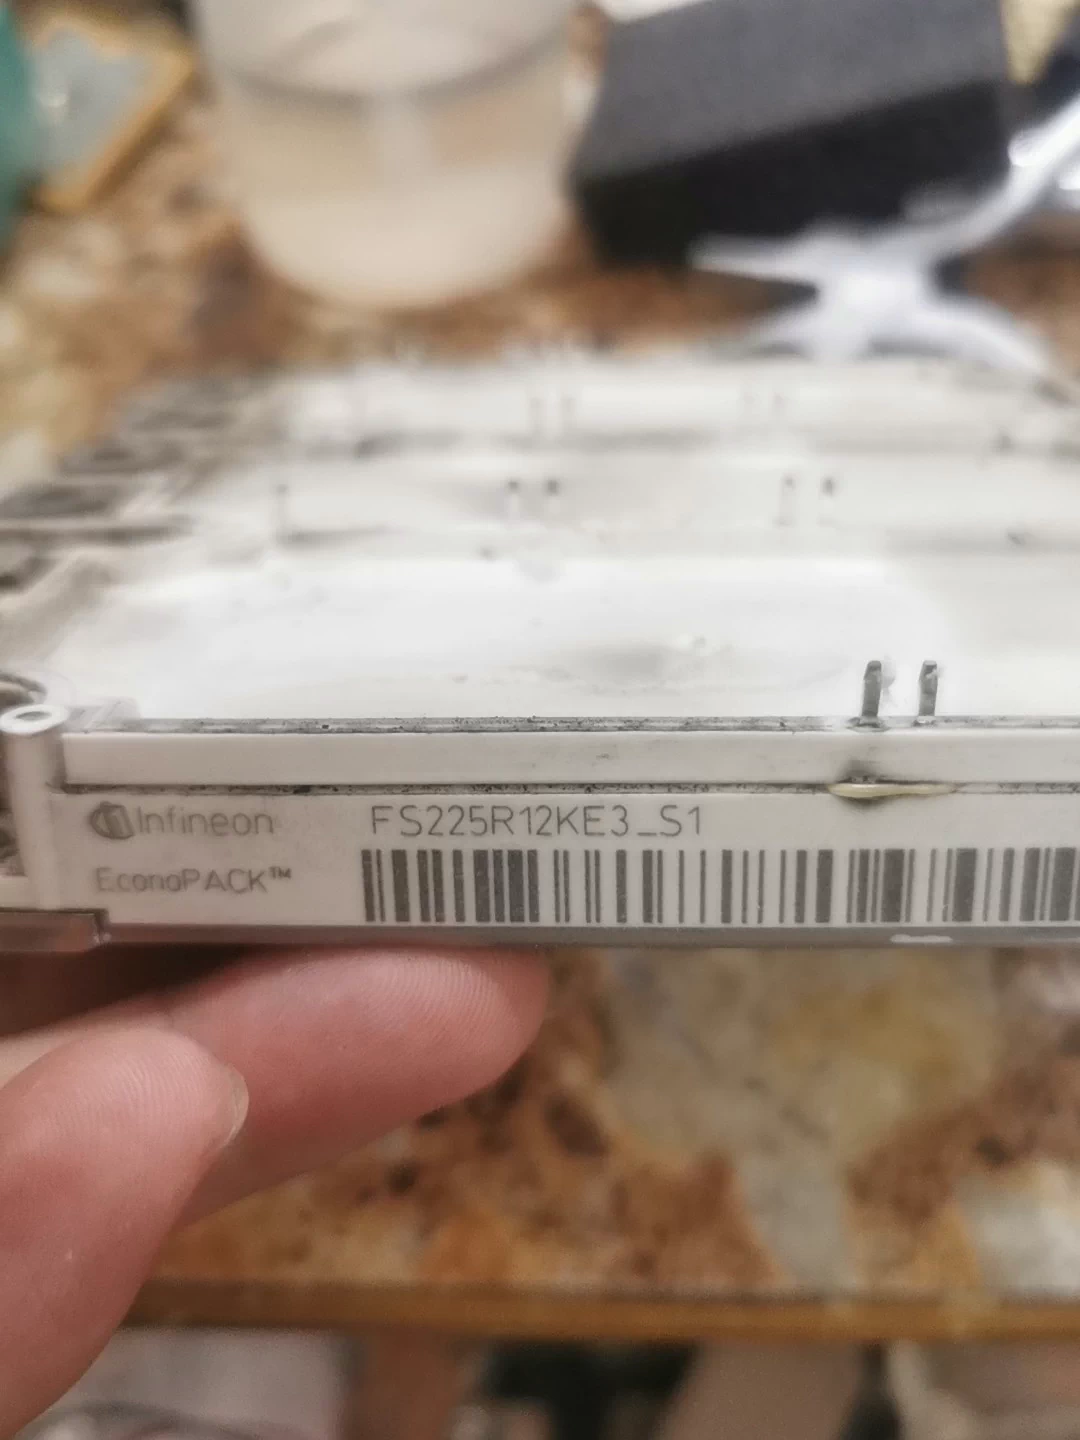 Infineon FS225R12KE3_S1
EconoPACK™